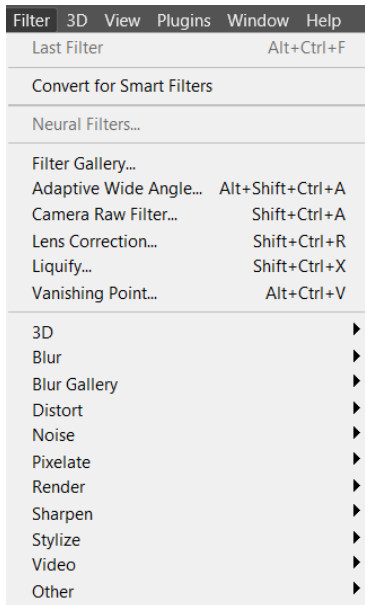 Filter 3D View Plugins Window Help
Last Filter Alt+Ctrl+F
Convert for Smart Filters
Neural Filters...
Filter Gallery...
Adaptive Wide Angle... Alt+Shift+Ctrl+A
Camera Raw Filter... Shift+Ctrl+A
Lens Correction... Shift+Ctrl+R
Liquify... Shift+Ctrl+X
Vanishing Point... Alt+Ctrl+V
3D
Blur
Blur Gallery
Distort
Noise
Pixelate
Render
Sharpen
Stylize
Video
Other